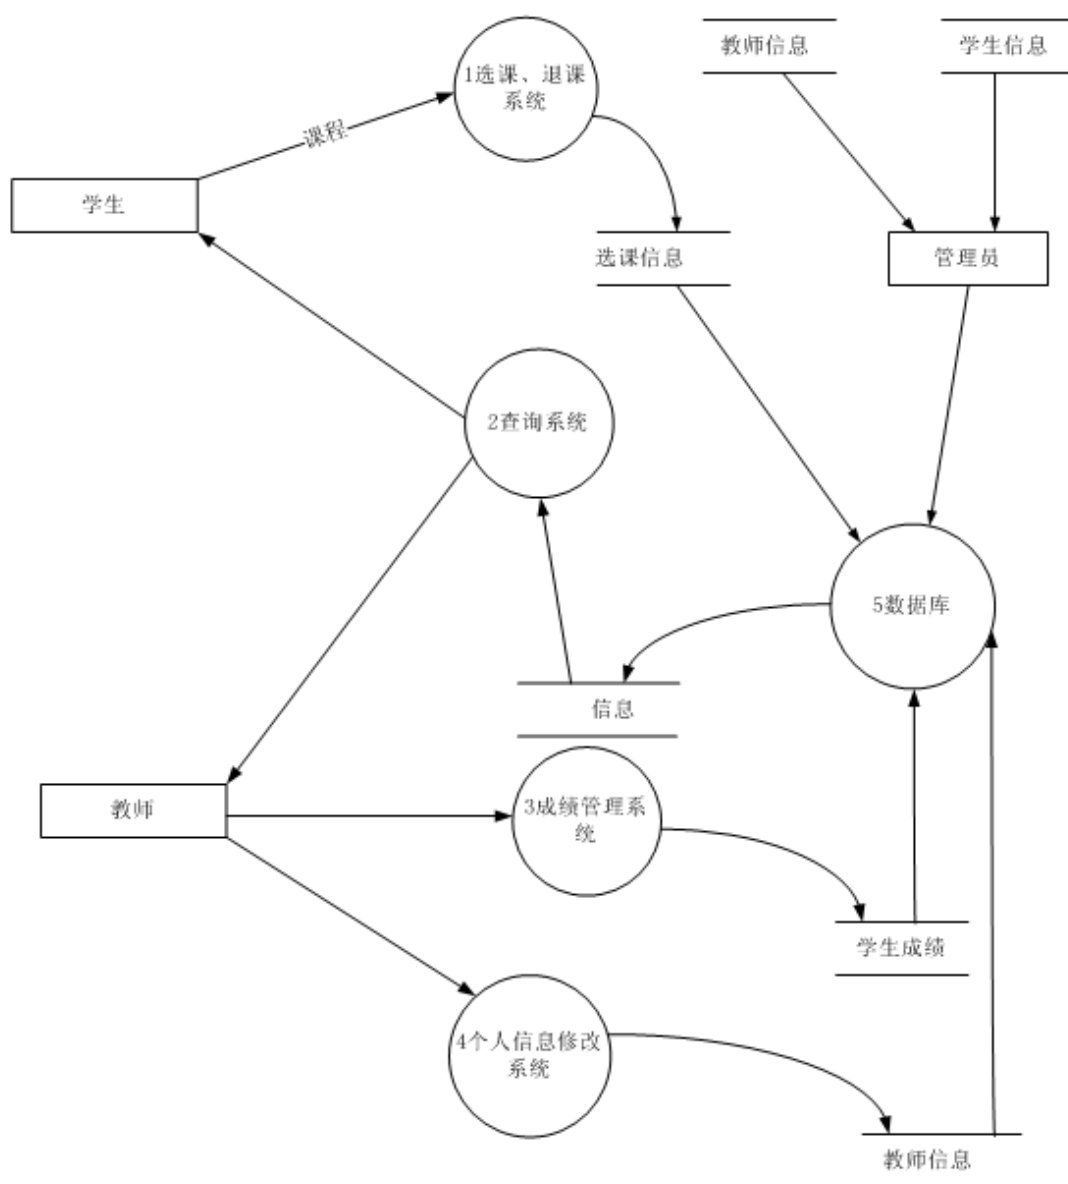 1选课、退课
系统
教师信息
学生信息
课程
学生
选课信息
管理员
2查询系统
5数据库
信息
教师
3成绩管理系
统
学生成绩
4个人信息修改
系统
教师信息